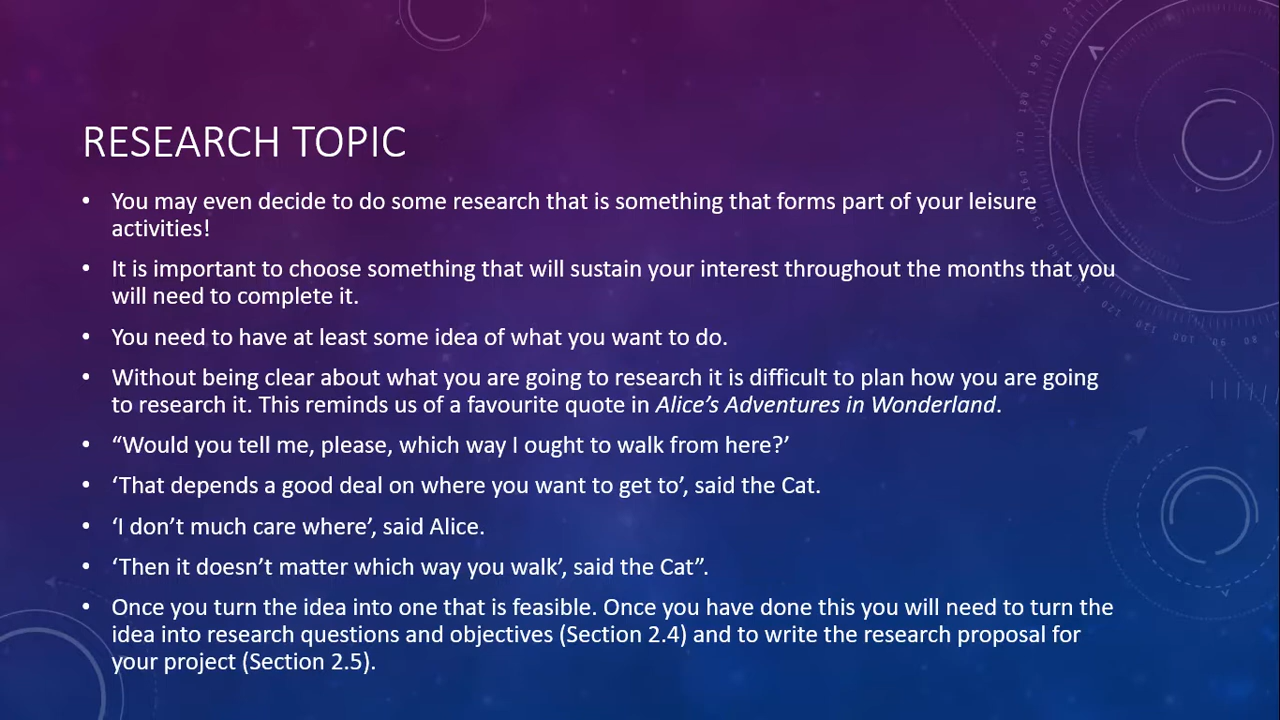 RESEARCH TOPIC
• You may even decide to do some research that is something that forms part of your leisure
activities!
• It is important to choose something that will sustain your interest throughout the months that you
will need to complete it.
• You need to have at least some idea of what you want to do.
• Without being clear about what you are going to research it is difficult to plan how you are going
to research it. This reminds us of a favourite quote in Alice’s Adventures in Wonderland.
• “Would you tell me, please, which way I ought to walk from here?’
• ‘That depends a good deal on where you want to get to’, said the Cat.
• ‘I don’t much care where’, said Alice.
• ‘Then it doesn’t matter which way you walk’, said the Cat”.
• Once you turn the idea into one that is feasible. Once you have done this you will need to turn the
idea into research questions and objectives (Section 2.4) and to write the research proposal for
your project (Section 2.5).